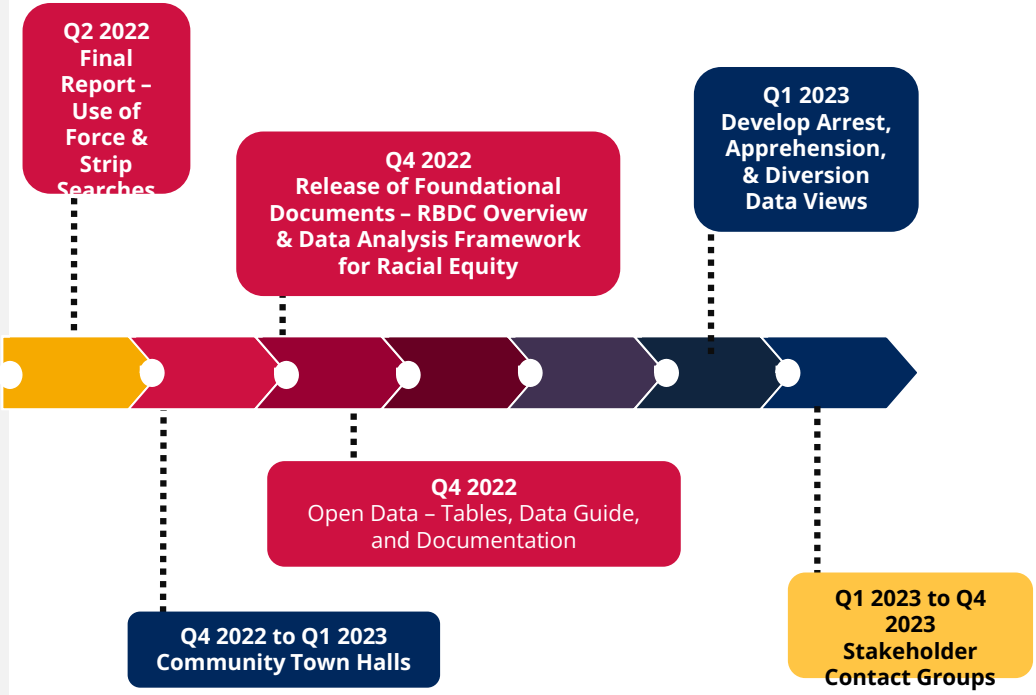 Q2 2022
Final
Report –
Use of
Force &
Strip
Searches
Q4 2022
Release of Foundational
Documents – RBDC Overview
& Data Analysis Framework
for Racial Equity
Q1 2023
Develop Arrest,
Apprehension,
& Diversion
Data Views
Q4 2022
Open Data – Tables, Data Guide,
and Documentation
Q4 2022 to Q1 2023
Community Town Halls
Q1 2023 to Q4
2023
Stakeholder
Contact Groups